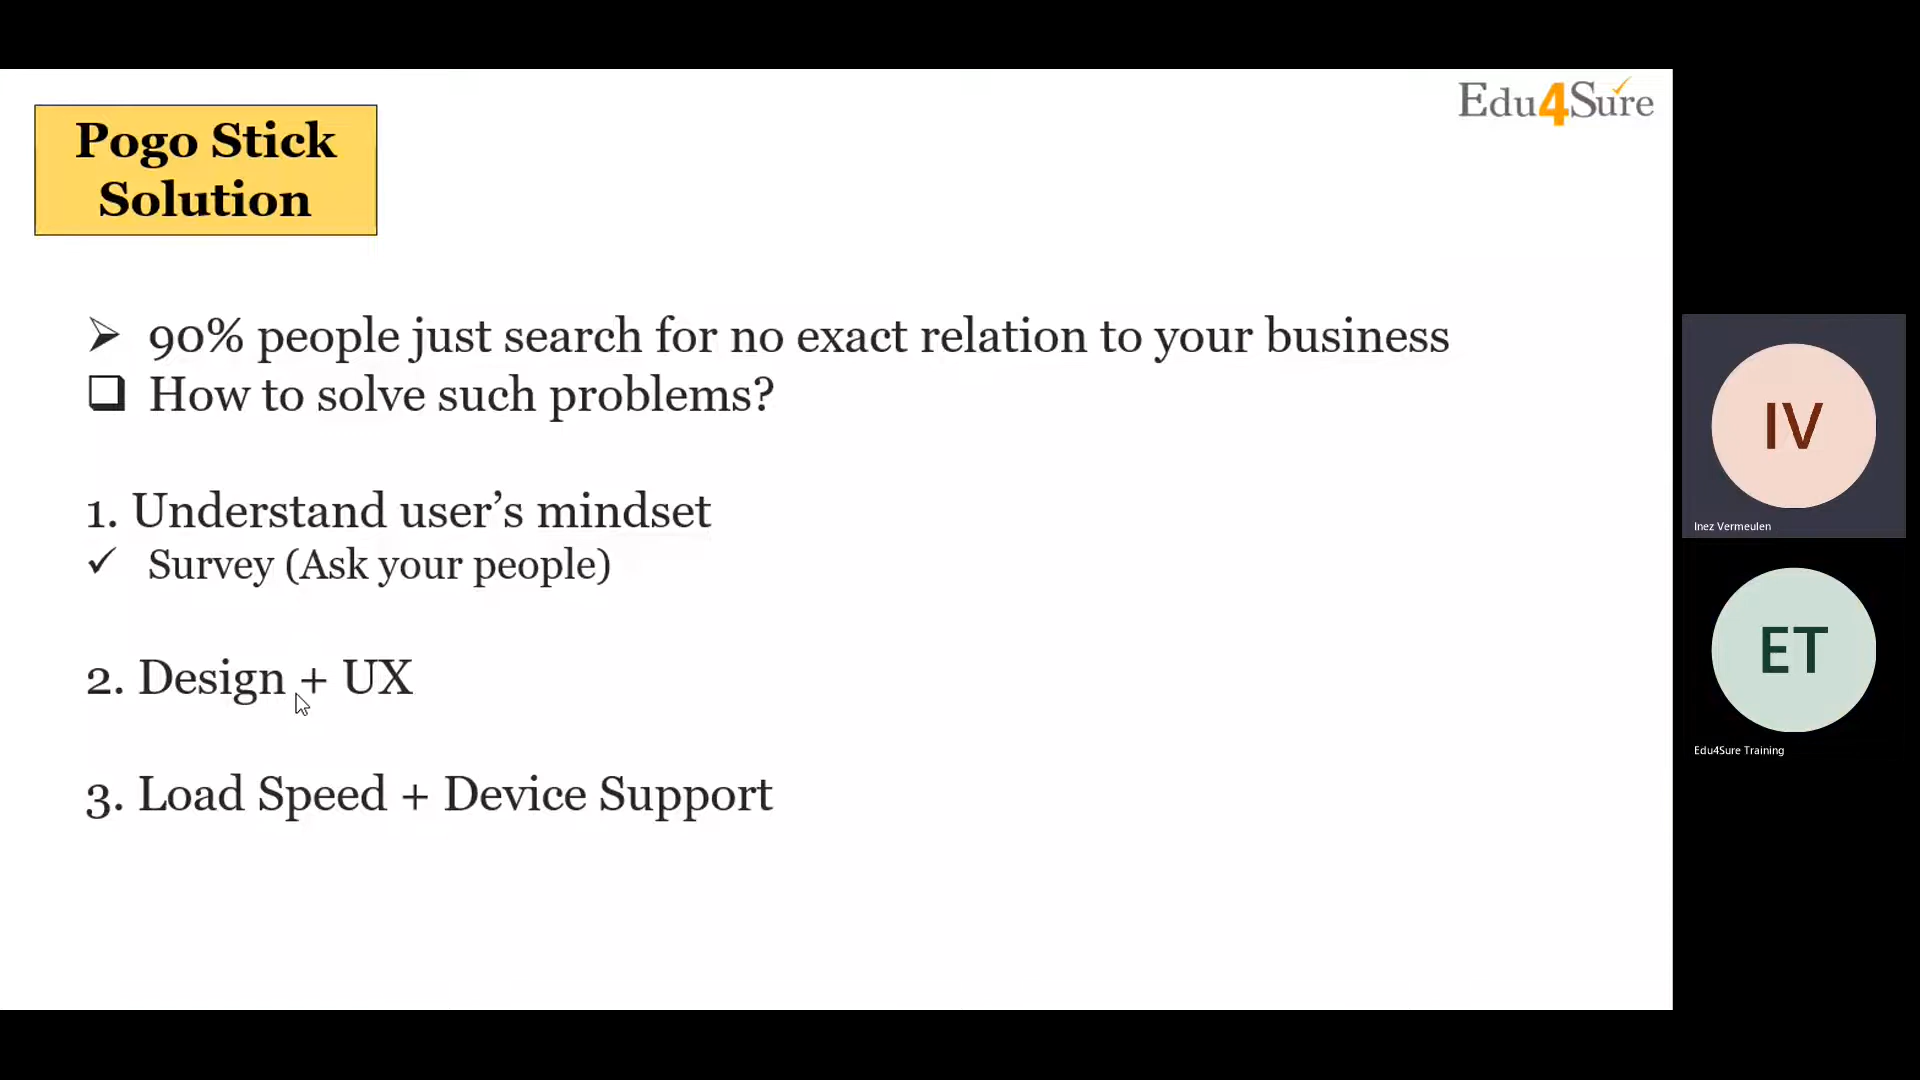 Edu4Sure
Pogo Stick
Solution
90% people just search for no exact relation to your business
How to solve such problems?
1. Understand user’s mindset
Survey (Ask your people)
2. Design + UX
3. Load Speed + Device Support
IV
Inez Vermeulen
ET
Edu4Sure Training